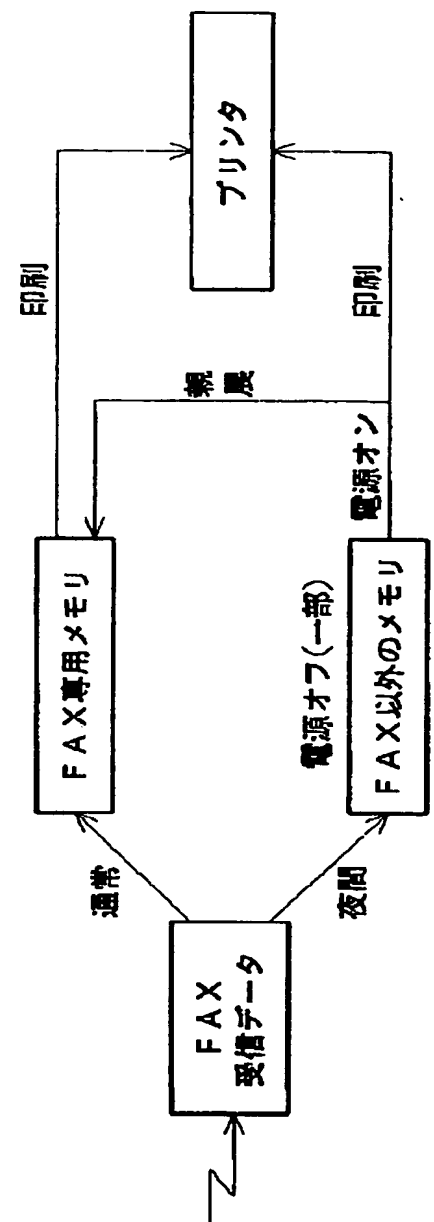 FAX
受信データ
通常
夜間
FAX専用メモリ
電源オフ(一部)
FAX以外のメモリ
電源オン
親展
印刷
印刷
プリンタ